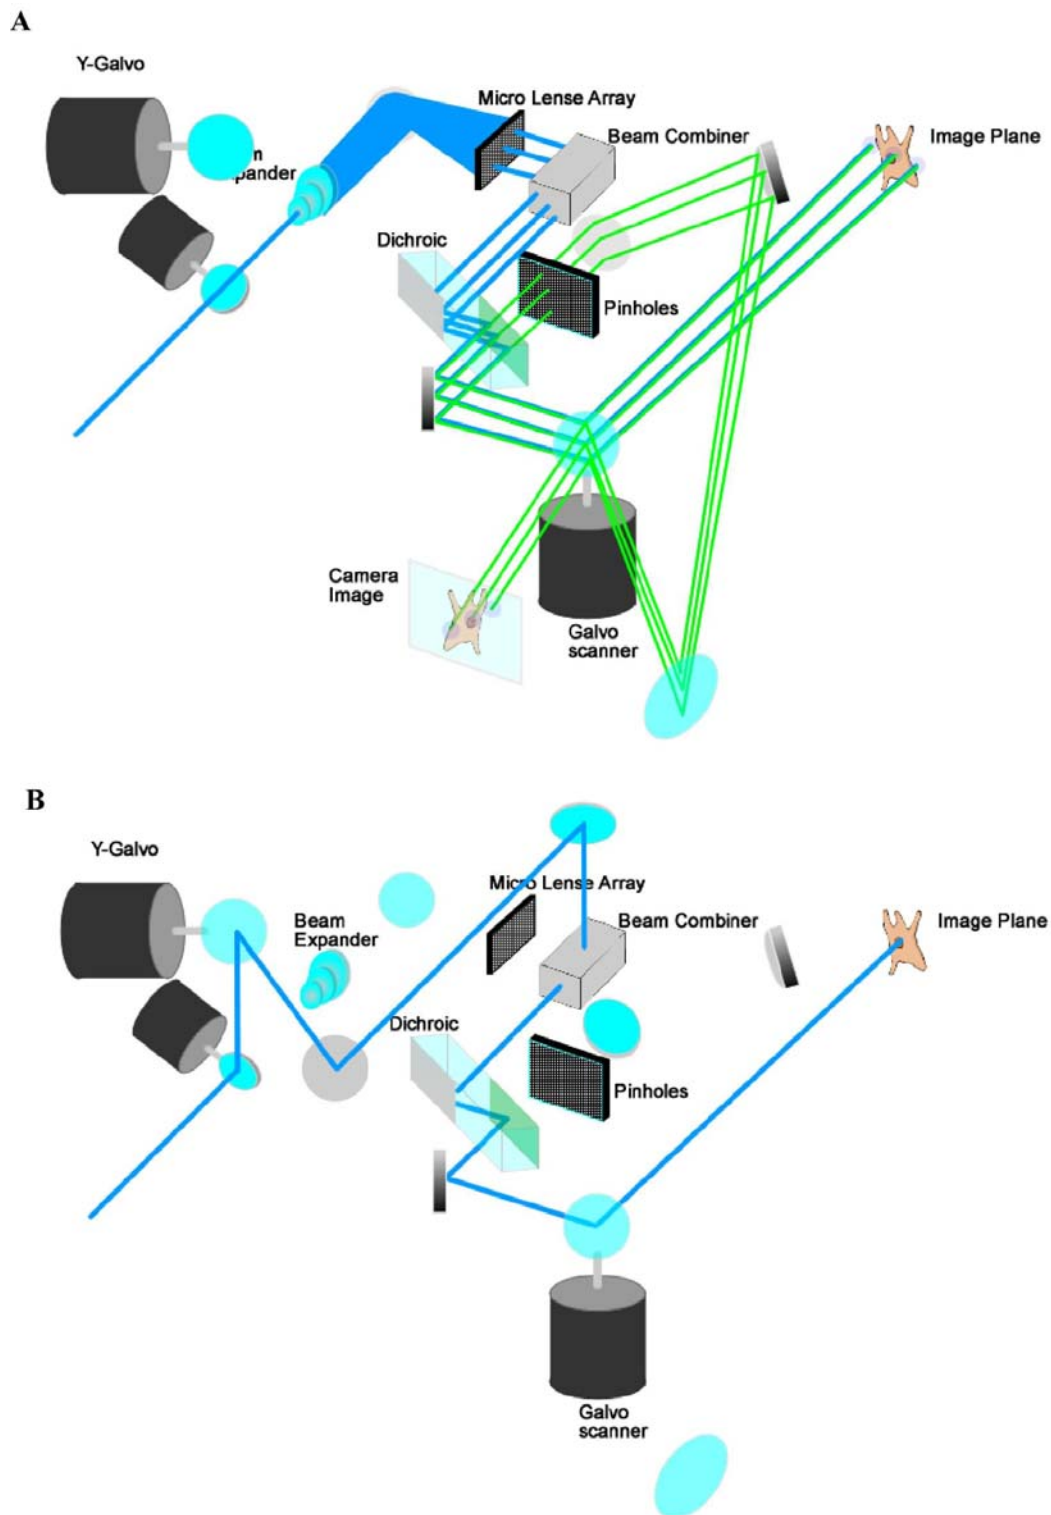 A
Y-Galvo
Micro Lense Array
Beam Combiner
Image Plane
Dichroic
Pinholes
Camera
Image
Galvo
scanner
B
Y-Galvo
Micro Lense Array
Beam
Expander
Beam Combiner
Image Plane
Dichroic
Pinholes
Galvo
scanner